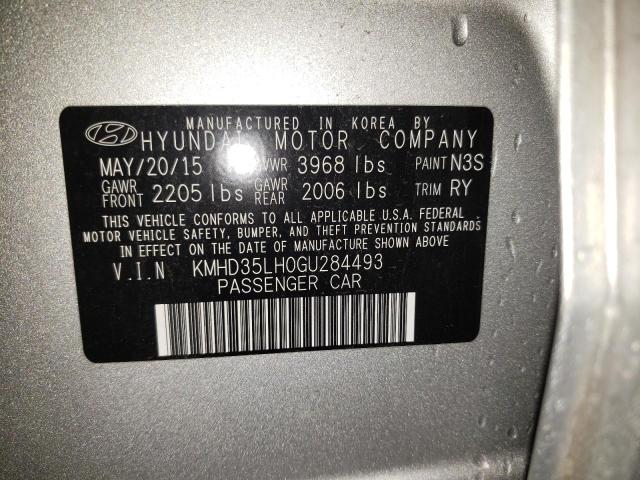 MANUFACTURED IN KOREA BY
HYUNDAI MOTOR COMPANY
MAY/20/15 VWR 3968 lbs PAINT N3S
GAWR FRONT 2205 lbs GAWR REAR 2006 lbs TRIM RY
THIS VEHICLE CONFORMS TO ALL APPLICABLE U.S.A. FEDERAL
MOTOR VEHICLE SAFETY, BUMPER, AND THEFT PREVENTION STANDARDS
IN EFFECT ON THE DATE OF MANUFACTURE SHOWN ABOVE
V.I.N KMHD35LH0GU284493
PASSENGER CAR